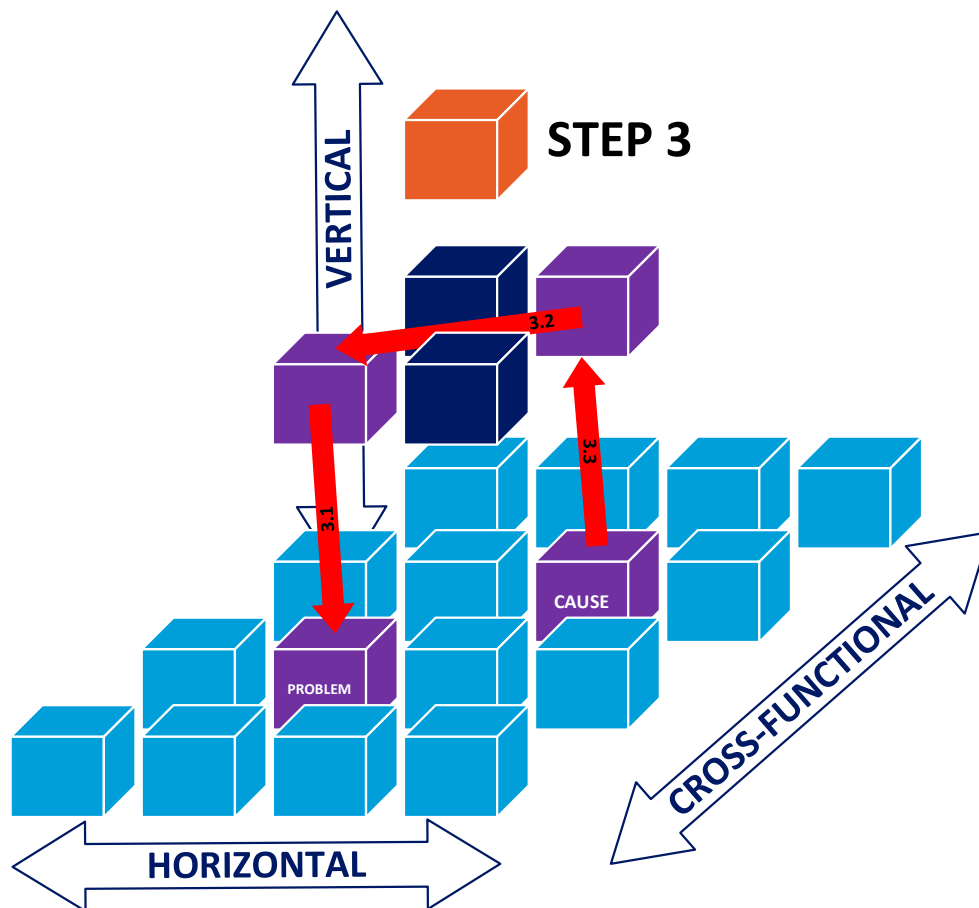 VERTICAL
STEP 3
3.2
3.3
3.1
CAUSE
PROBLEM
CROSS-FUNCTIONAL
HORIZONTAL